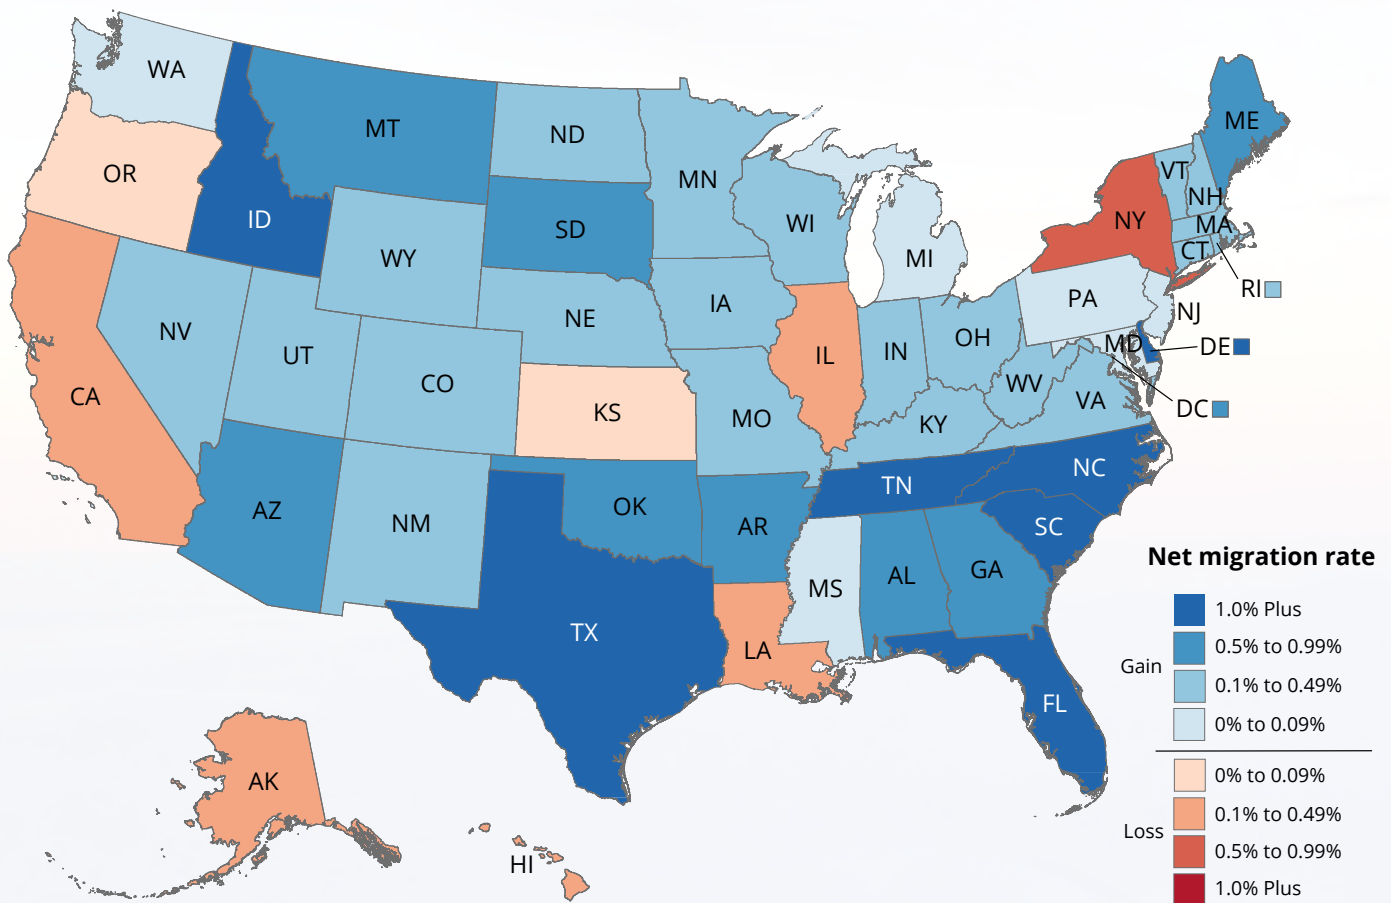 WA
MT
ND
MN
ME
OR
ID
SD
WI
VT
NH
NY
MA
CT
WY
MI
RI
IA
PA
NJ
NV
NE
OH
MD
DE
UT
IL
IN
CO
WV
CA
KS
MO
KY
VA
DC
TN
NC
AZ
NM
OK
AR
SC
MS
AL
GA
TX
LA
FL
AK
HI
Net migration rate
Gain
1.0% Plus
0.5% to 0.99%
0.1% to 0.49%
0% to 0.09%
Loss
0% to 0.09%
0.1% to 0.49%
0.5% to 0.99%
1.0% Plus